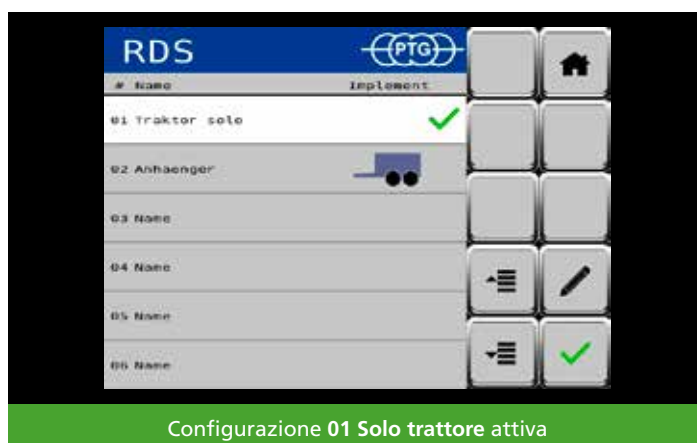 RDS PTG
# Name Implement
01 Traktor solo
02 Anhaenger
03 Name
04 Name
05 Name
06 Name
Configurazione 01 Solo trattore attiva